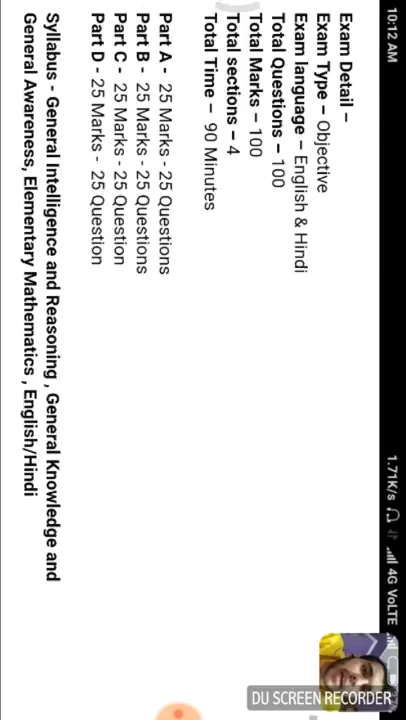 10:12 AM
1.71K/s
4G VoLTE
Exam Detail –
Exam Type – Objective
Exam language – English & Hindi
Total Questions – 100
Total Marks – 100
Total sections – 4
Total Time – 90 Minutes
Part A - 25 Marks - 25 Questions
Part B - 25 Marks - 25 Questions
Part C - 25 Marks - 25 Question
Part D - 25 Marks - 25 Question
Syllabus - General Intelligence and Reasoning , General Knowledge and
General Awareness, Elementary Mathematics , English/Hindi
DU SCREEN RECORDER